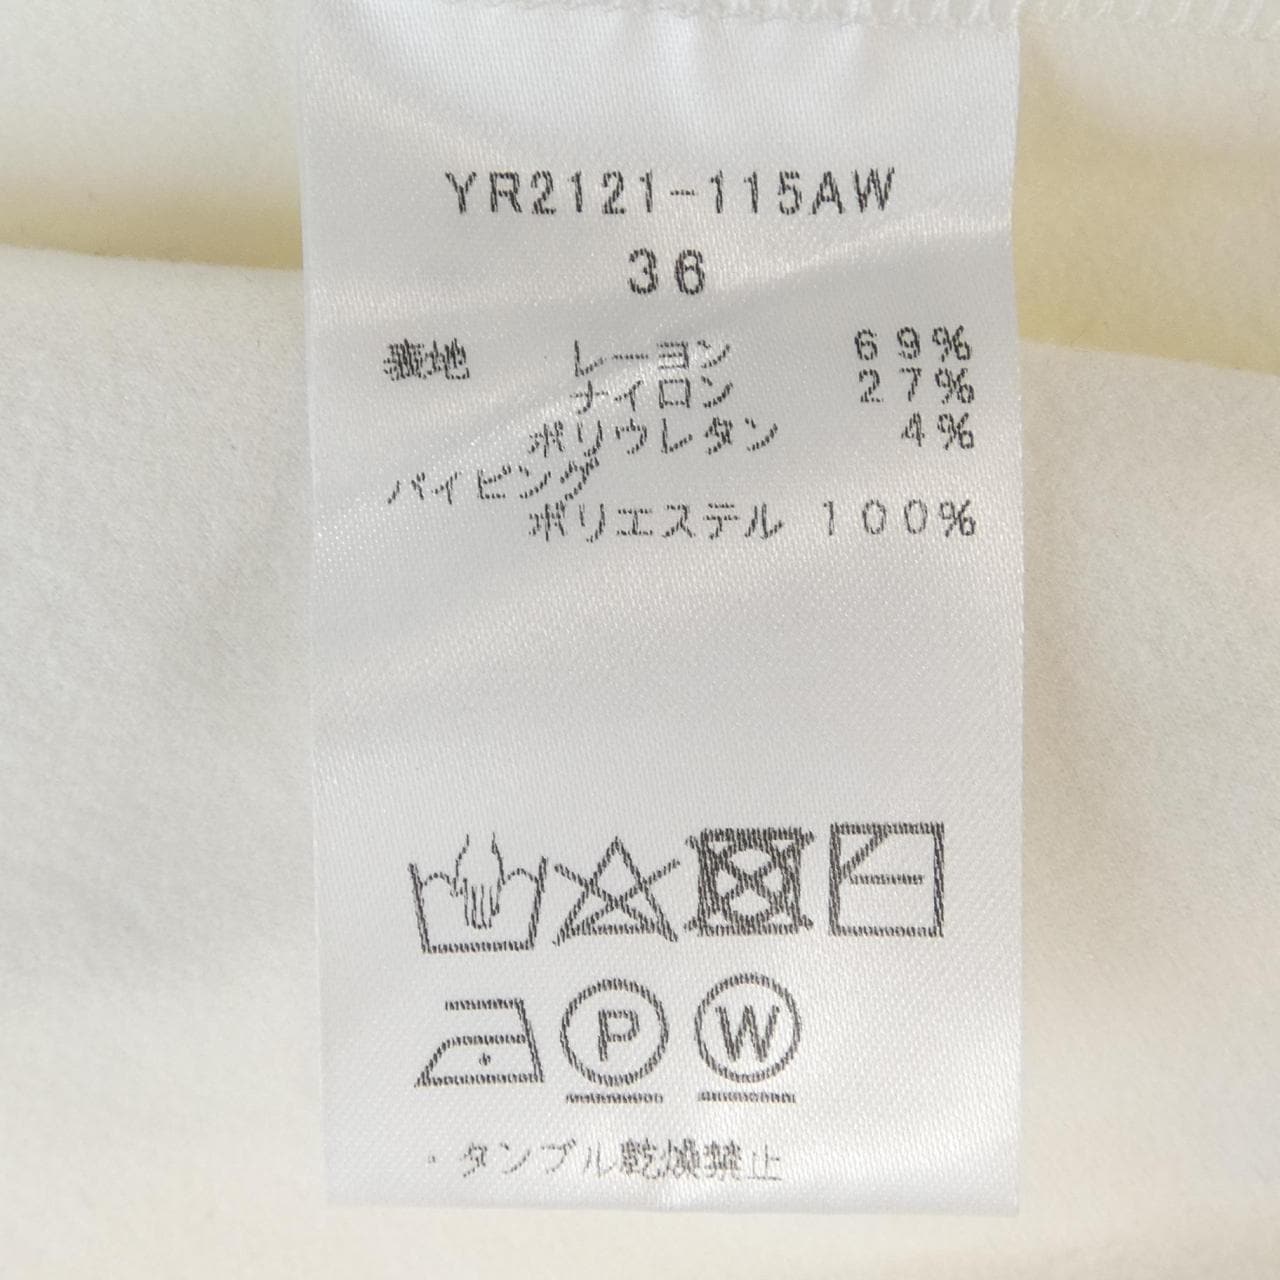 YR2121-115AW
36
表地 レーヨン 69%
ナイロン 27%
ポリウレタン 4%
パイピング
ポリエステル 100%
P W
・タンブル乾燥禁止